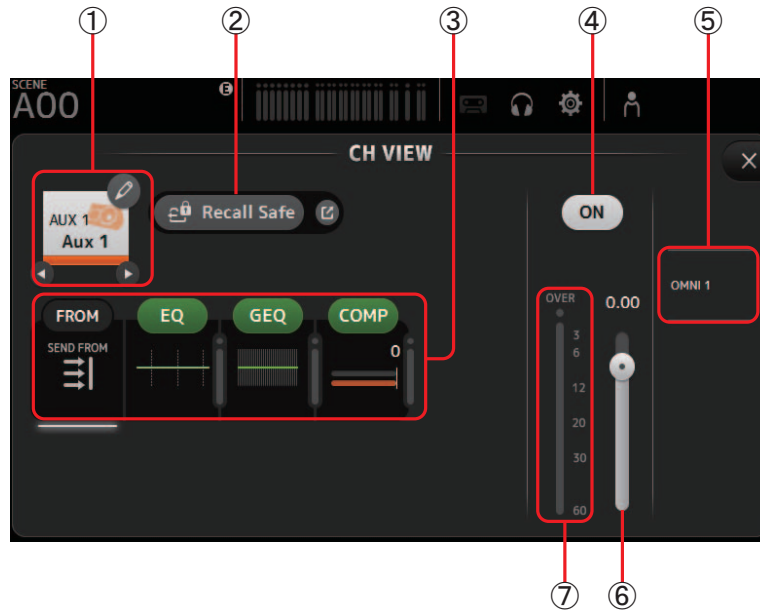 ① ② ③ ④ ⑤
SCENE
A00
E
CH VIEW
AUX 1
Aux 1
Recall Safe
ON
OMNI 1
FROM EQ GEQ COMP
SEND FROM
0
OVER
0.00
3
6
12
20
30
60
⑦ ⑥